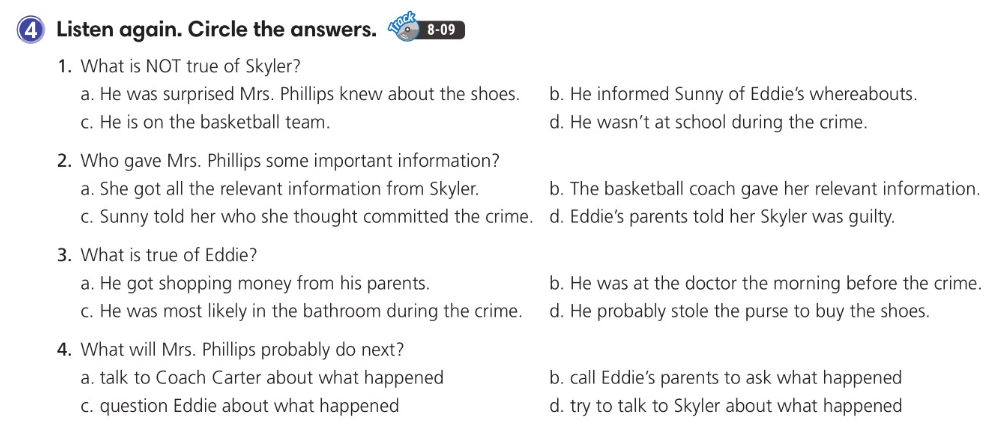 4 Listen again. Circle the answers. Track 8-09
1. What is NOT true of Skyler?
a. He was surprised Mrs. Phillips knew about the shoes. b. He informed Sunny of Eddie’s whereabouts.
c. He is on the basketball team. d. He wasn’t at school during the crime.
2. Who gave Mrs. Phillips some important information?
a. She got all the relevant information from Skyler. b. The basketball coach gave her relevant information.
c. Sunny told her who she thought committed the crime. d. Eddie’s parents told her Skyler was guilty.
3. What is true of Eddie?
a. He got shopping money from his parents. b. He was at the doctor the morning before the crime.
c. He was most likely in the bathroom during the crime. d. He probably stole the purse to buy the shoes.
4. What will Mrs. Phillips probably do next?
a. talk to Coach Carter about what happened b. call Eddie’s parents to ask what happened
c. question Eddie about what happened d. try to talk to Skyler about what happened